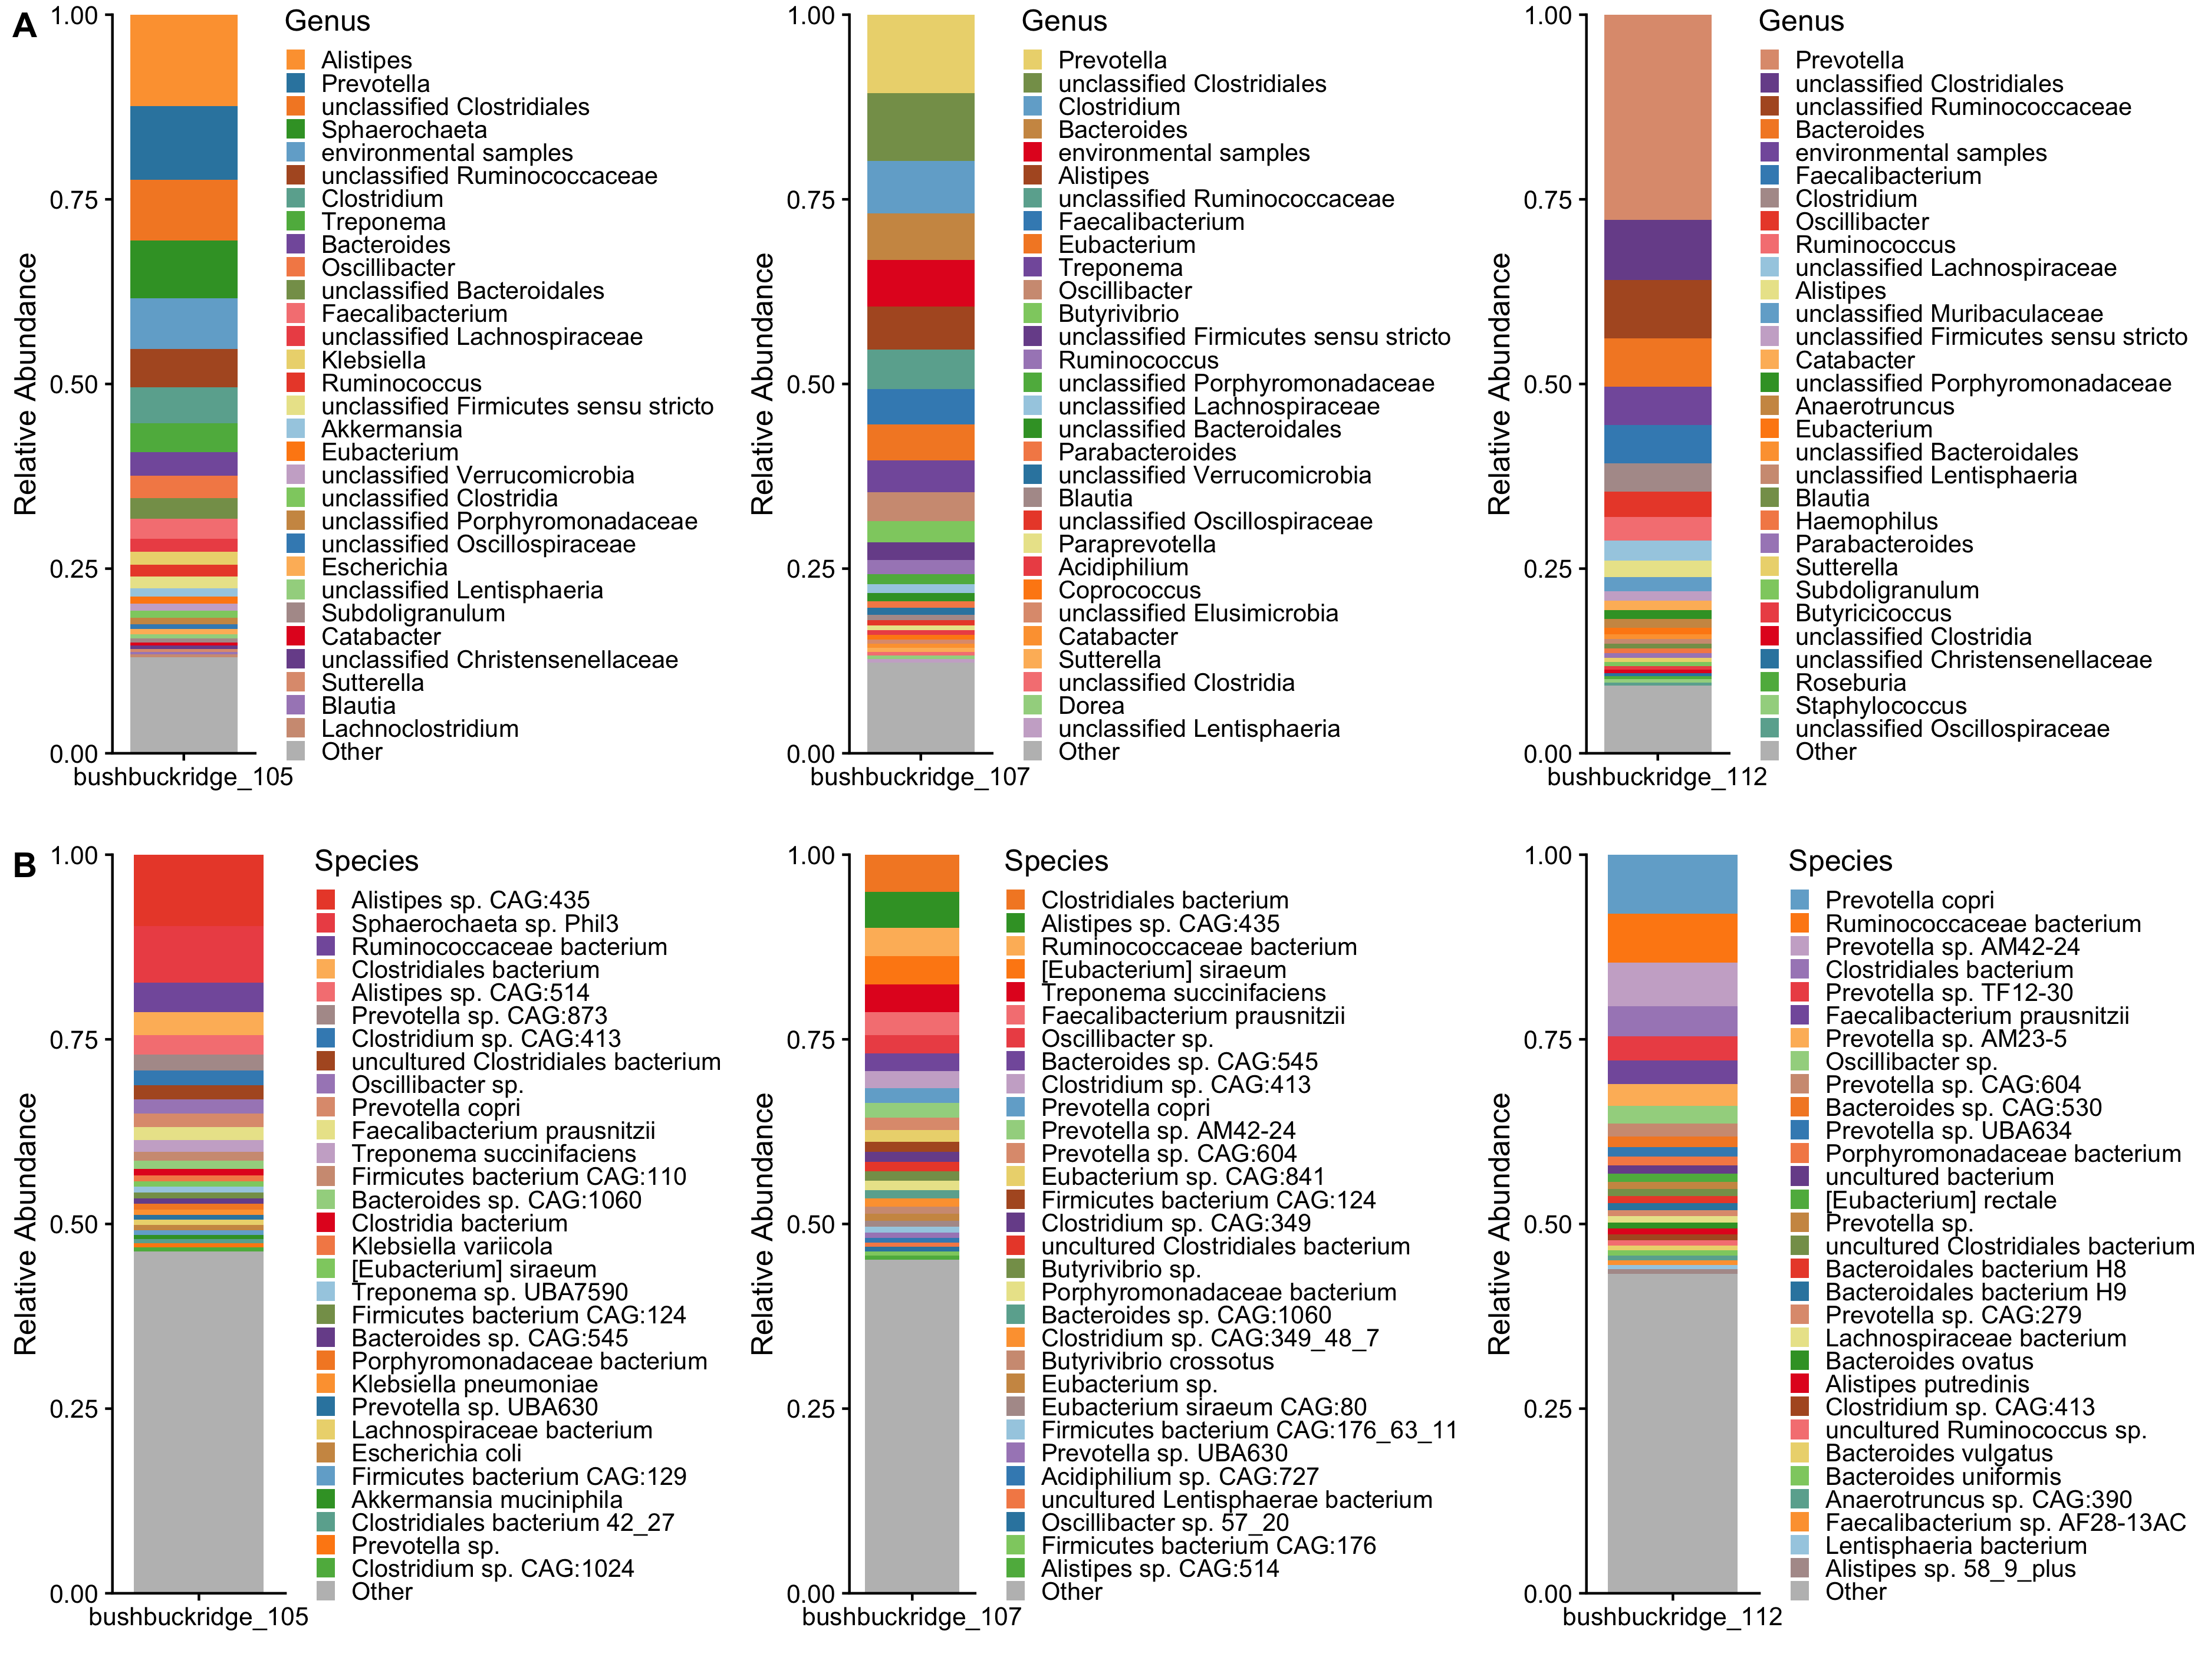 A
1.00
0.75
0.50
0.25
0.00
Relative Abundance
bushbuckridge_105
Genus
Alistipes
Prevotella
unclassified Clostridiales
Sphaerochaeta
environmental samples
unclassified Ruminococcaceae
Clostridium
Treponema
Bacteroides
Oscillibacter
unclassified Bacteroidales
Faecalibacterium
unclassified Lachnospiraceae
Klebsiella
Ruminococcus
unclassified Firmicutes sensu stricto
Akkermansia
Eubacterium
unclassified Verrucomicrobia
unclassified Clostridia
unclassified Porphyromonadaceae
unclassified Oscillospiraceae
Escherichia
unclassified Lentisphaeria
Subdoligranulum
Catabacter
unclassified Christensenellaceae
Sutterella
Blautia
Lachnoclostridium
Other
1.00
0.75
0.50
0.25
0.00
Relative Abundance
bushbuckridge_107
Genus
Prevotella
unclassified Clostridiales
Clostridium
Bacteroides
environmental samples
Alistipes
unclassified Ruminococcaceae
Faecalibacterium
Eubacterium
Treponema
Oscillibacter
Butyrivibrio
unclassified Firmicutes sensu stricto
Ruminococcus
unclassified Porphyromonadaceae
unclassified Lachnospiraceae
unclassified Bacteroidales
Parabacteroides
unclassified Verrucomicrobia
Blautia
unclassified Oscillospiraceae
Paraprevotella
Acidiphilium
Coprococcus
unclassified Elusimicrobia
Catabacter
Sutterella
unclassified Clostridia
Dorea
unclassified Lentisphaeria
Other
1.00
0.75
0.50
0.25
0.00
Relative Abundance
bushbuckridge_112
Genus
Prevotella
unclassified Clostridiales
unclassified Ruminococcaceae
Bacteroides
environmental samples
Faecalibacterium
Clostridium
Oscillibacter
Ruminococcus
unclassified Lachnospiraceae
Alistipes
unclassified Muribaculaceae
unclassified Firmicutes sensu stricto
Catabacter
unclassified Porphyromonadaceae
Anaerotruncus
Eubacterium
unclassified Bacteroidales
unclassified Lentisphaeria
Blautia
Haemophilus
Parabacteroides
Sutterella
Subdoligranulum
Butyricicoccus
unclassified Clostridia
unclassified Christensenellaceae
Roseburia
Staphylococcus
unclassified Oscillospiraceae
Other
B
1.00
0.75
0.50
0.25
0.00
Relative Abundance
bushbuckridge_105
Species
Alistipes sp. CAG:435
Sphaerochaeta sp. Phil3
Ruminococcaceae bacterium
Clostridiales bacterium
Alistipes sp. CAG:514
Prevotella sp. CAG:873
Clostridium sp. CAG:413
uncultured Clostridiales bacterium
Oscillibacter sp.
Prevotella copri
Faecalibacterium prausnitzii
Treponema succinifaciens
Firmicutes bacterium CAG:110
Bacteroides sp. CAG:1060
Clostridia bacterium
Klebsiella variicola
[Eubacterium] siraeum
Treponema sp. UBA7590
Firmicutes bacterium CAG:124
Bacteroides sp. CAG:545
Porphyromonadaceae bacterium
Klebsiella pneumoniae
Prevotella sp. UBA630
Lachnospiraceae bacterium
Escherichia coli
Firmicutes bacterium CAG:129
Akkermansia muciniphila
Clostridiales bacterium 42_27
Prevotella sp.
Clostridium sp. CAG:1024
Other
1.00
0.75
0.50
0.25
0.00
Relative Abundance
bushbuckridge_107
Species
Clostridiales bacterium
Alistipes sp. CAG:435
Ruminococcaceae bacterium
[Eubacterium] siraeum
Treponema succinifaciens
Faecalibacterium prausnitzii
Oscillibacter sp.
Bacteroides sp. CAG:545
Clostridium sp. CAG:413
Prevotella copri
Prevotella sp. AM42-24
Prevotella sp. CAG:604
Eubacterium sp. CAG:841
Firmicutes bacterium CAG:124
Clostridium sp. CAG:349
uncultured Clostridiales bacterium
Butyrivibrio sp.
Porphyromonadaceae bacterium
Bacteroides sp. CAG:1060
Clostridium sp. CAG:349_48_7
Butyrivibrio crossotus
Eubacterium sp.
Eubacterium siraeum CAG:80
Firmicutes bacterium CAG:176_63_11
Prevotella sp. UBA630
Acidiphilium sp. CAG:727
uncultured Lentisphaerae bacterium
Oscillibacter sp. 57_20
Firmicutes bacterium CAG:176
Alistipes sp. CAG:514
Other
1.00
0.75
0.50
0.25
0.00
Relative Abundance
bushbuckridge_112
Species
Prevotella copri
Ruminococcaceae bacterium
Prevotella sp. AM42-24
Clostridiales bacterium
Prevotella sp. TF12-30
Faecalibacterium prausnitzii
Prevotella sp. AM23-5
Oscillibacter sp.
Prevotella sp. CAG:604
Bacteroides sp. CAG:530
Prevotella sp. UBA634
Porphyromonadaceae bacterium
uncultured bacterium
[Eubacterium] rectale
Prevotella sp.
uncultured Clostridiales bacterium
Bacteroidales bacterium H8
Bacteroidales bacterium H9
Prevotella sp. CAG:279
Lachnospiraceae bacterium
Bacteroides ovatus
Alistipes putredinis
Clostridium sp. CAG:413
uncultured Ruminococcus sp.
Bacteroides vulgatus
Bacteroides uniformis
Anaerotruncus sp. CAG:390
Faecalibacterium sp. AF28-13AC
Lentisphaeria bacterium
Alistipes sp. 58_9_plus
Other